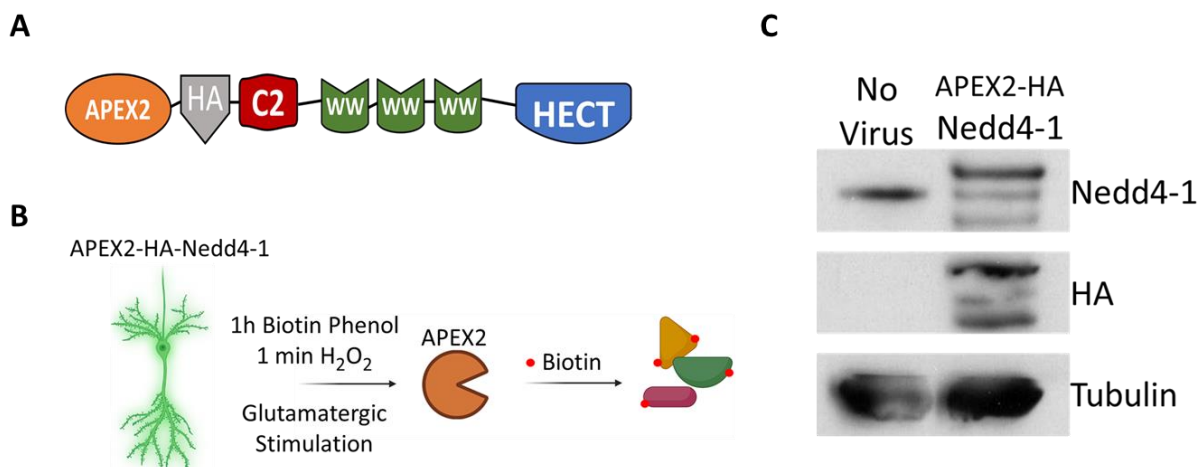 A
APEX2 HA C2 WW WW WW HECT
B
APEX2-HA-Nedd4-1
1h Biotin Phenol
1 min H₂O₂
Glutamatergic
Stimulation
APEX2
Biotin
C
No
Virus
APEX2-HA
Nedd4-1
Nedd4-1
HA
Tubulin